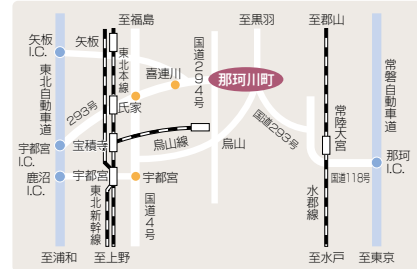 至福島
至黒羽
至郡山
矢板
I.C.
矢板
東北本線
国道294号
喜連川
那珂川町
東北自動車道
293号
氏家
常磐自動車道
国道293号
常陸大宮
宇都宮
I.C.
宝積寺
烏山線
烏山
那珂
I.C.
鹿沼
I.C.
宇都宮
宇都宮
国道118号
東北新幹線
国道4号
水郡線
至浦和
至上野
至水戸
至東京